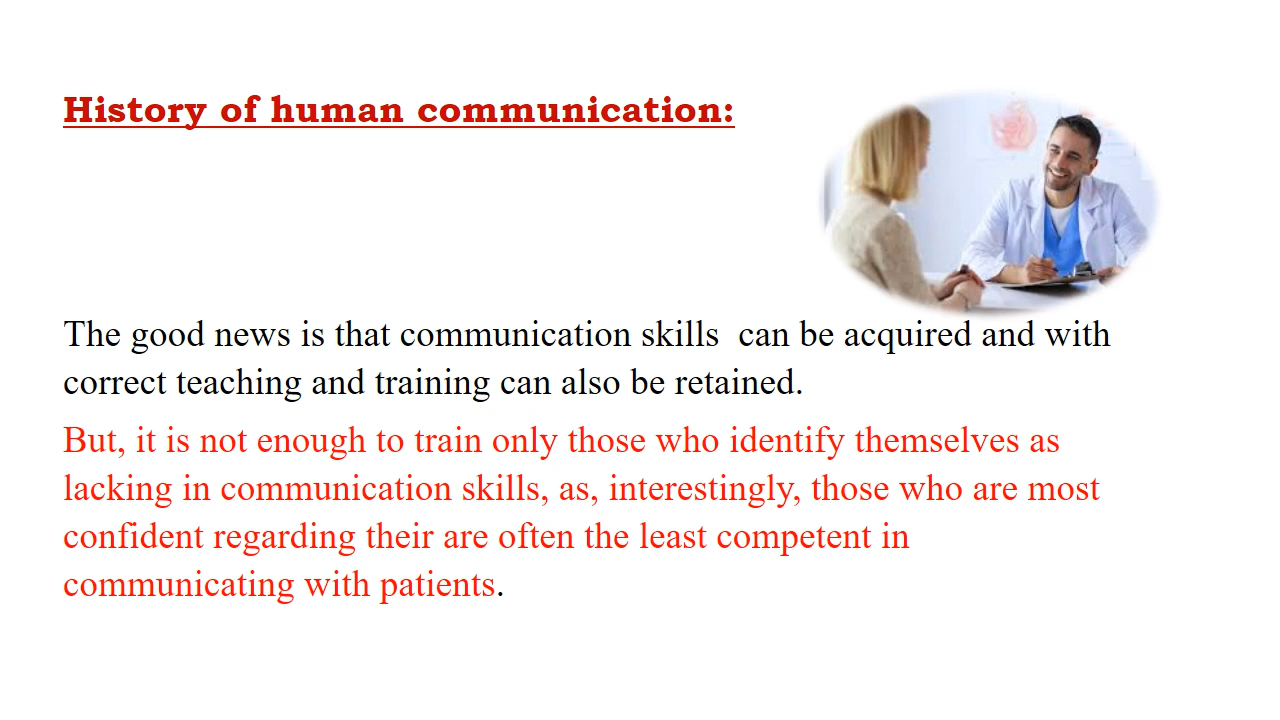 History of human communication:
The good news is that communication skills  can be acquired and with
correct teaching and training can also be retained.
But, it is not enough to train only those who identify themselves as
lacking in communication skills, as, interestingly, those who are most
confident regarding their are often the least competent in
communicating with patients.